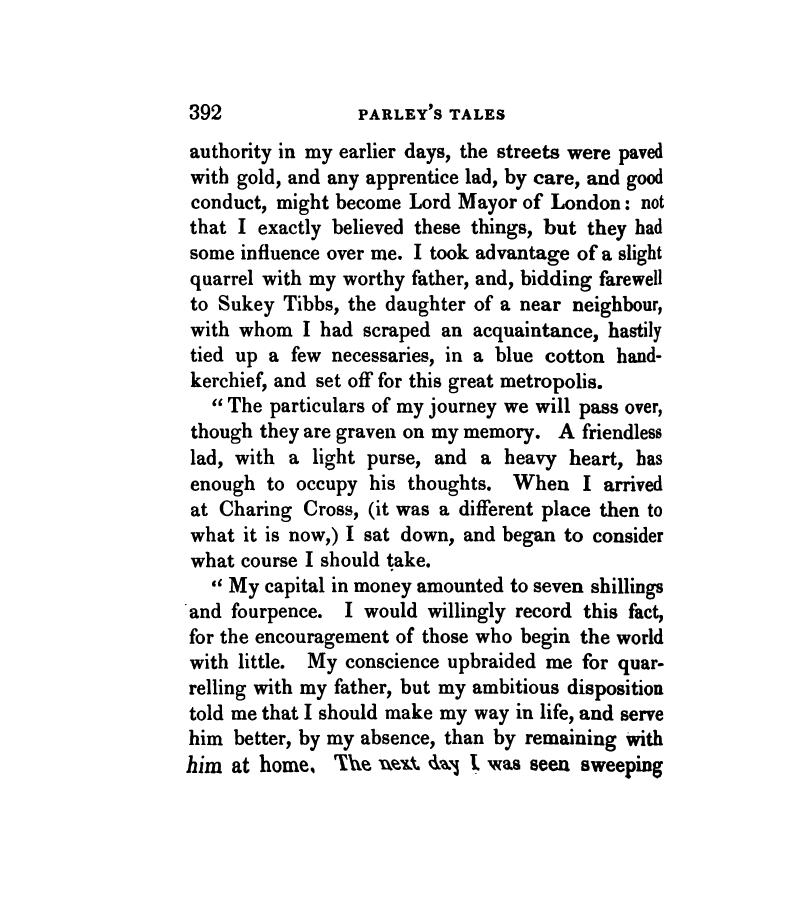 392 PARLEY'S TALES
authority in my earlier days, the streets were paved
with gold, and any apprentice lad, by care, and good
conduct, might become Lord Mayor of London: not
that I exactly believed these things, but they had
some influence over me. I took advantage of a slight
quarrel with my worthy father, and, bidding farewell
to Sukey Tibbs, the daughter of a near neighbour,
with whom I had scraped an acquaintance, hastily
tied up a few necessaries, in a blue cotton hand-
kerchief, and set off for this great metropolis.
“The particulars of my journey we will pass over,
though they are graven on my memory. A friendless
lad, with a light purse, and a heavy heart, has
enough to occupy his thoughts. When I arrived
at Charing Cross, (it was a different place then to
what it is now,) I sat down, and began to consider
what course I should take.
“My capital in money amounted to seven shillings
and fourpence. I would willingly record this fact,
for the encouragement of those who begin the world
with little. My conscience upbraided me for quar-
relling with my father, but my ambitious disposition
told me that I should make my way in life, and serve
him better, by my absence, than by remaining with
him at home. The next day I was seen sweeping